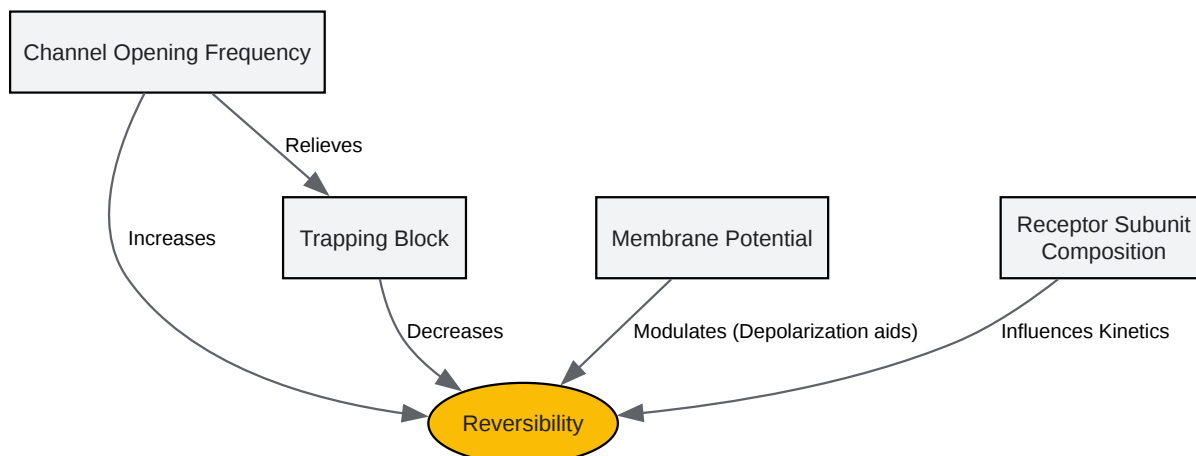 Channel Opening Frequency
Relieves
Increases
Trapping Block
Membrane Potential
Receptor Subunit
Composition
Decreases
Modulates (Depolarization aids)
Influences Kinetics
Reversibility